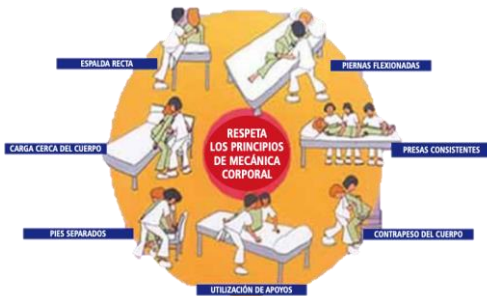 ESPALDA RECTA
PIERNAS FLEXIONADAS
CARGA CERCA DEL CUERPO
RESPETA
LOS PRINCIPIOS
DE MECÁNICA
CORPORAL
PRESAS CONSISTENTES
PIES SEPARADOS
CONTRAPESO DEL CUERPO
UTILIZACIÓN DE APOYOS